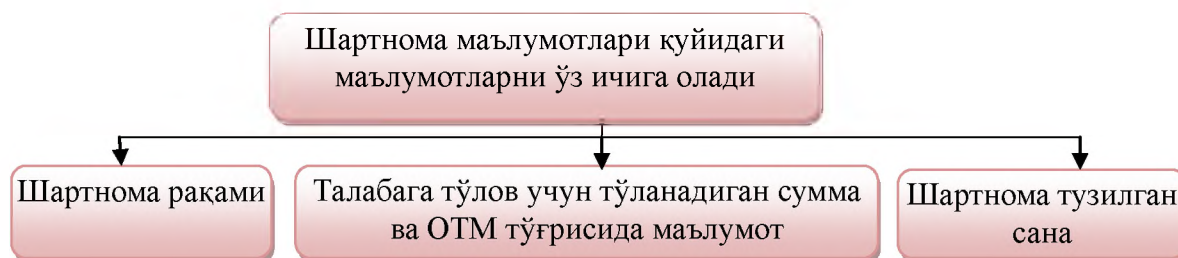 Шартнома маълумотлари қуйидаги
маълумотларни ўз ичига олади
Шартнома рақами
Талабага тўлов учун тўланадиган сумма
ва ОТМ тўғрисида маълумот
Шартнома тузилган
сана